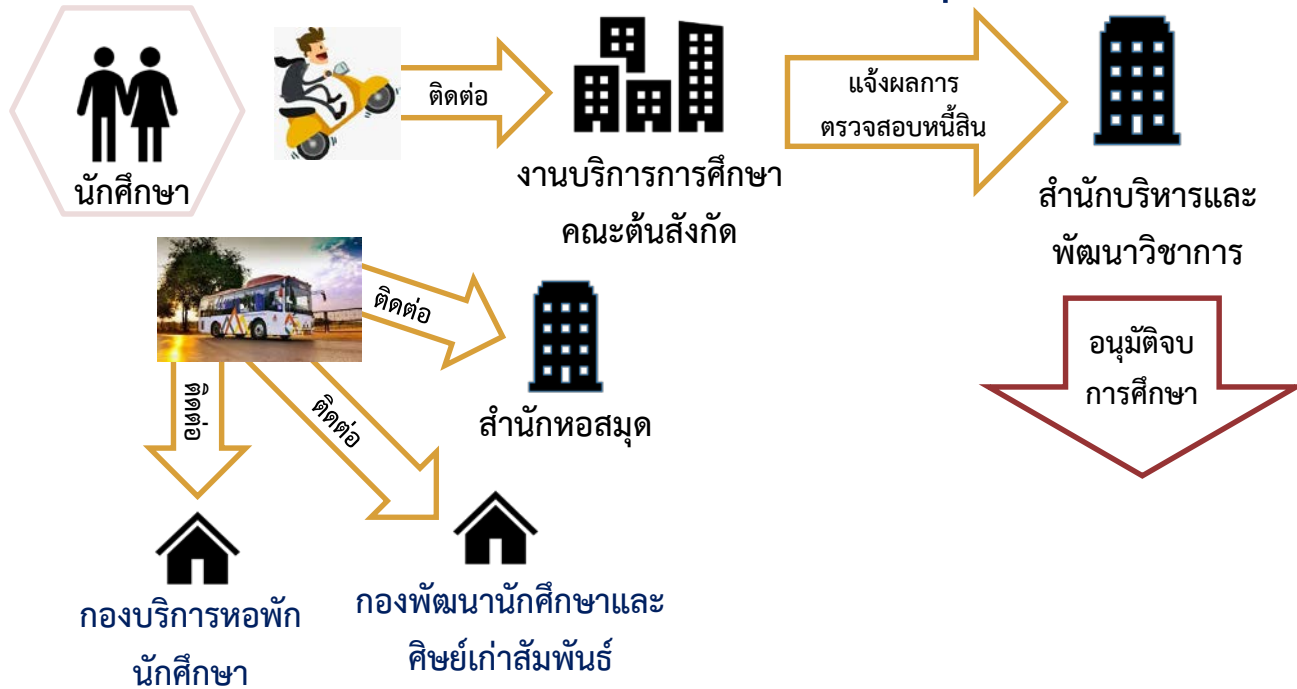 นักศึกษา
ติดต่อ
งานบริการการศึกษา
คณะต้นสังกัด
แจ้งผลการ
ตรวจสอบหนี้สิน
สำนักบริหารและ
พัฒนาวิชาการ
ติดต่อ
สำนักหอสมุด
อนุมัติจบ
การศึกษา
ติดต่อ
ติดต่อ
กองบริการหอพัก
นักศึกษา
กองพัฒนานักศึกษาและ
ศิษย์เก่าสัมพันธ์